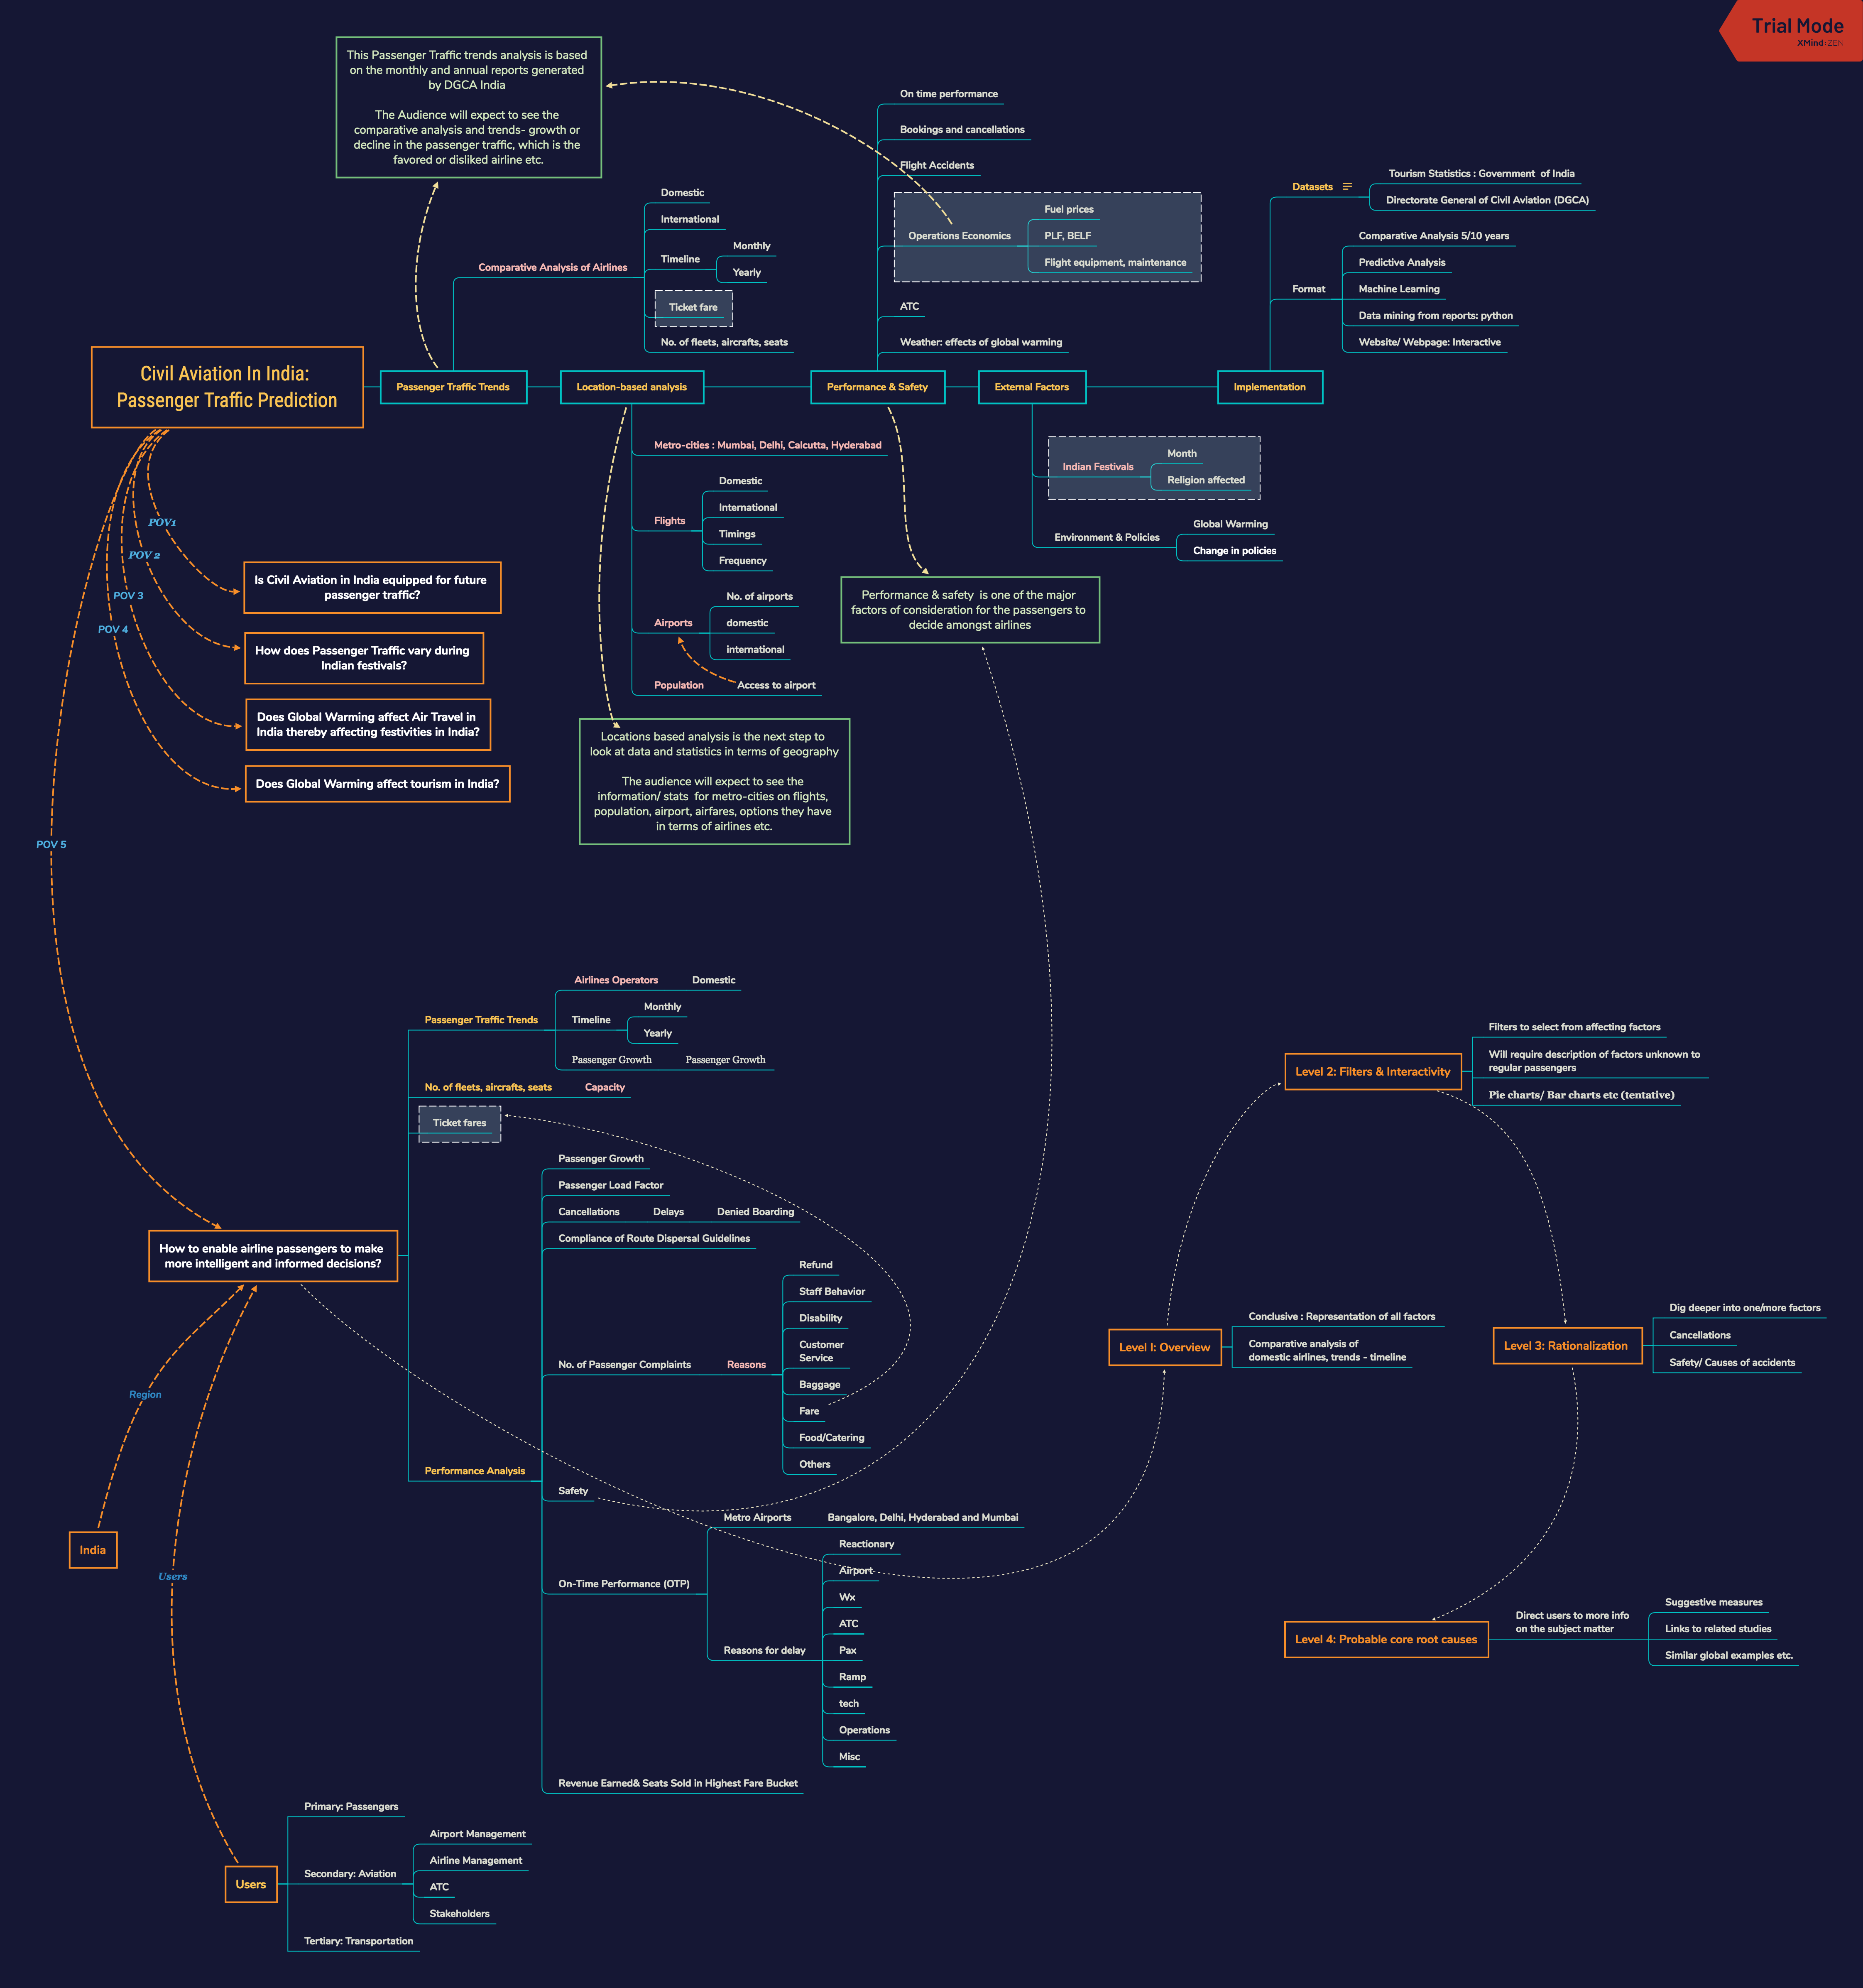 Trial Mode
XMind:ZEN
This Passenger Traffic trends analysis is based
on the monthly and annual reports generated
by DGCA India
The Audience will expect to see the
comparative analysis and trends- growth or
decline in the passenger traffic, which is the
favored or disliked airline etc.
Civil Aviation In India:
Passenger Traffic Prediction
Passenger Traffic Trends
Comparative Analysis of Airlines
Domestic
International
Timeline
Monthly
Yearly
Ticket fare
No. of fleets, aircrafts, seats
Location-based analysis
Metro-cities : Mumbai, Delhi, Calcutta, Hyderabad
Flights
Domestic
International
Timings
Frequency
Airports
No. of airports
domestic
international
Population
Access to airport
Locations based analysis is the next step to
look at data and statistics in terms of geography
The audience will expect to see the
information/ stats for metro-cities on flights,
population, airport, airfares, options they have
in terms of airlines etc.
Performance & Safety
On time performance
Bookings and cancellations
Flight Accidents
Operations Economics
Fuel prices
PLF, BELF
Flight equipment, maintenance
ATC
Weather: effects of global warming
Performance & safety is one of the major
factors of consideration for the passengers to
decide amongst airlines
External Factors
Indian Festivals
Month
Religion affected
Environment & Policies
Global Warming
Change in policies
Implementation
Datasets
Tourism Statistics : Government of India
Directorate General of Civil Aviation (DGCA)
Format
Comparative Analysis 5/10 years
Predictive Analysis
Machine Learning
Data mining from reports: python
Website/ Webpage: Interactive
POV1
Is Civil Aviation in India equipped for future
passenger traffic?
POV 2
How does Passenger Traffic vary during
Indian festivals?
POV 3
Does Global Warming affect Air Travel in
India thereby affecting festivities in India?
POV 4
Does Global Warming affect tourism in India?
POV 5
How to enable airline passengers to make
more intelligent and informed decisions?
Passenger Traffic Trends
Airlines Operators
Domestic
Timeline
Monthly
Yearly
Passenger Growth
Passenger Growth
No. of fleets, aircrafts, seats
Capacity
Ticket fares
Performance Analysis
Passenger Growth
Passenger Load Factor
Cancellations
Delays
Denied Boarding
Compliance of Route Dispersal Guidelines
No. of Passenger Complaints
Reasons
Refund
Staff Behavior
Disability
Customer
Service
Baggage
Fare
Food/Catering
Others
Safety
On-Time Performance (OTP)
Metro Airports
Bangalore, Delhi, Hyderabad and Mumbai
Reasons for delay
Reactionary
Airport
Wx
ATC
Pax
Ramp
tech
Operations
Misc
Revenue Earned& Seats Sold in Highest Fare Bucket
Region
India
Users
Users
Primary: Passengers
Secondary: Aviation
Airport Management
Airline Management
ATC
Stakeholders
Tertiary: Transportation
Level I: Overview
Conclusive : Representation of all factors
Comparative analysis of
domestic airlines, trends - timeline
Level 2: Filters & Interactivity
Filters to select from affecting factors
Will require description of factors unknown to
regular passengers
Pie charts/ Bar charts etc (tentative)
Level 3: Rationalization
Dig deeper into one/more factors
Cancellations
Safety/ Causes of accidents
Level 4: Probable core root causes
Direct users to more info
on the subject matter
Suggestive measures
Links to related studies
Similar global examples etc.